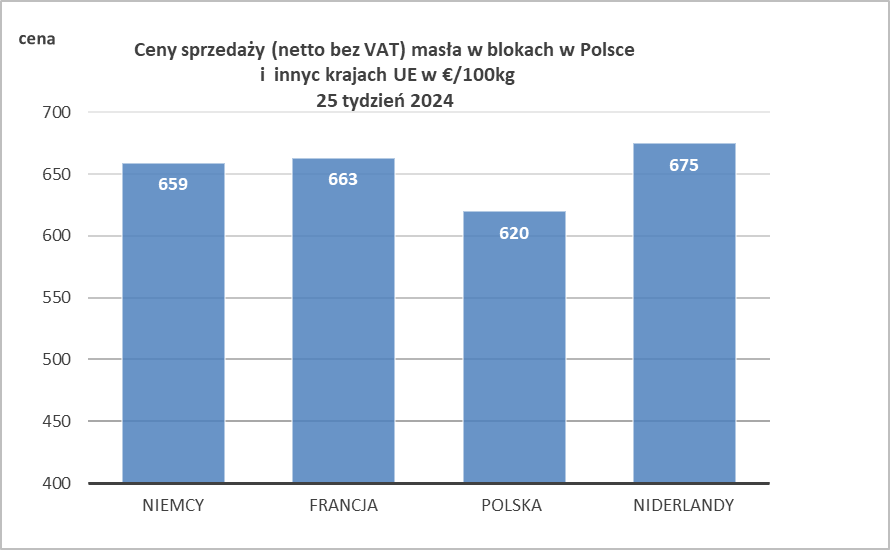 cena
Ceny sprzedaży (netto bez VAT) masła w blokach w Polsce
i innyc krajach UE w €/100kg
25 tydzień 2024
700
650
600
550
500
450
400
659
663
620
675
NIEMCY
FRANCJA
POLSKA
NIDERLANDY